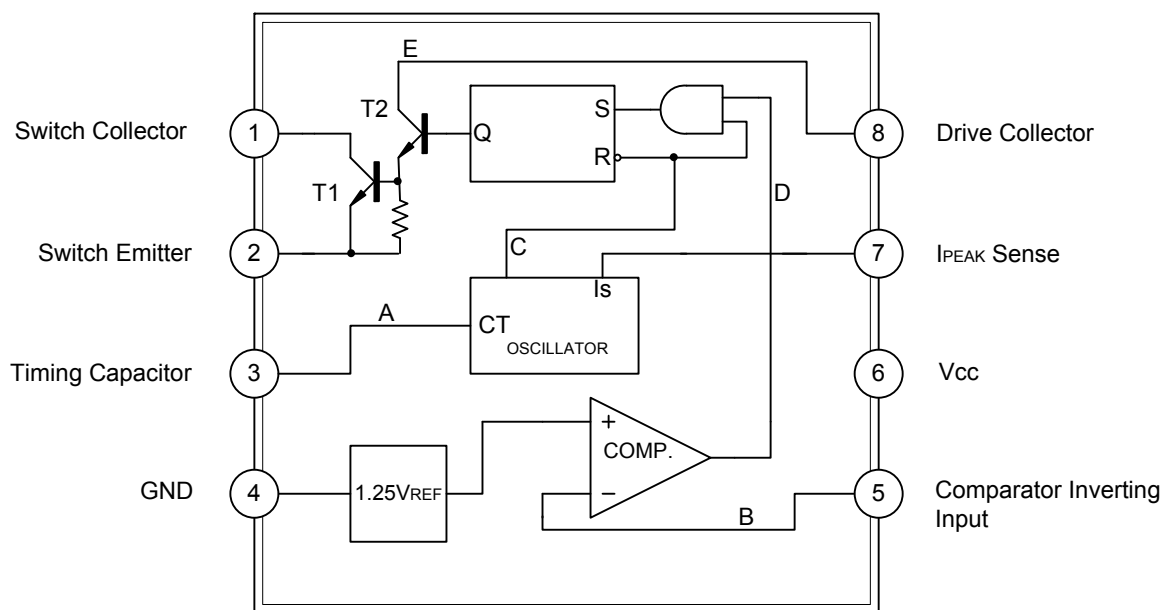 E
T2
S
Switch Collector
1
Q
8
Drive Collector
R
T1
D
Switch Emitter
2
C
7
IPEAK Sense
Is
A
CT
OSCILLATOR
Timing Capacitor
3
6
Vcc
+
COMP.
GND
4
1.25VREF
−
5
Comparator Inverting
Input
B